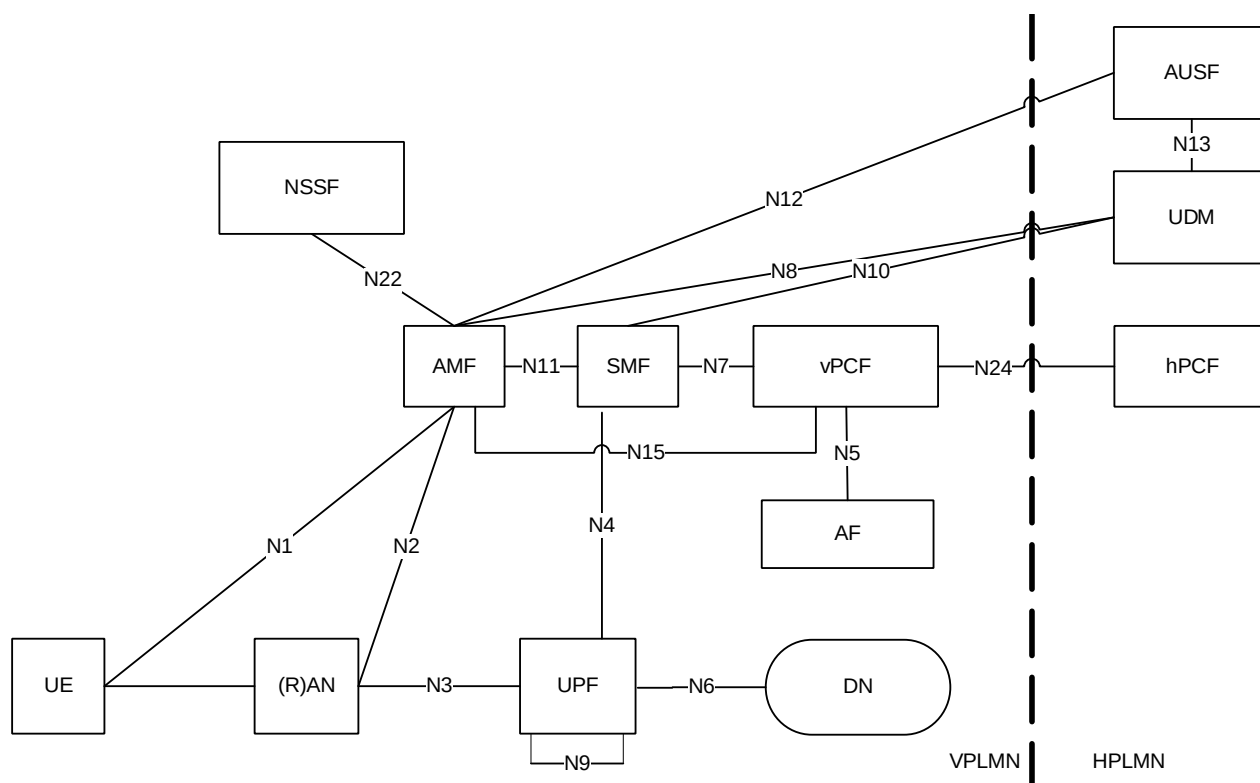 AUSF
N13
NSSF
N12
UDM
N22
N8
N10
AMF
N11
SMF
N7
vPCF
N24
hPCF
N15
N5
N4
AF
N1
N2
UE
(R)AN
N3
UPF
N6
DN
N9
VPLMN
HPLMN